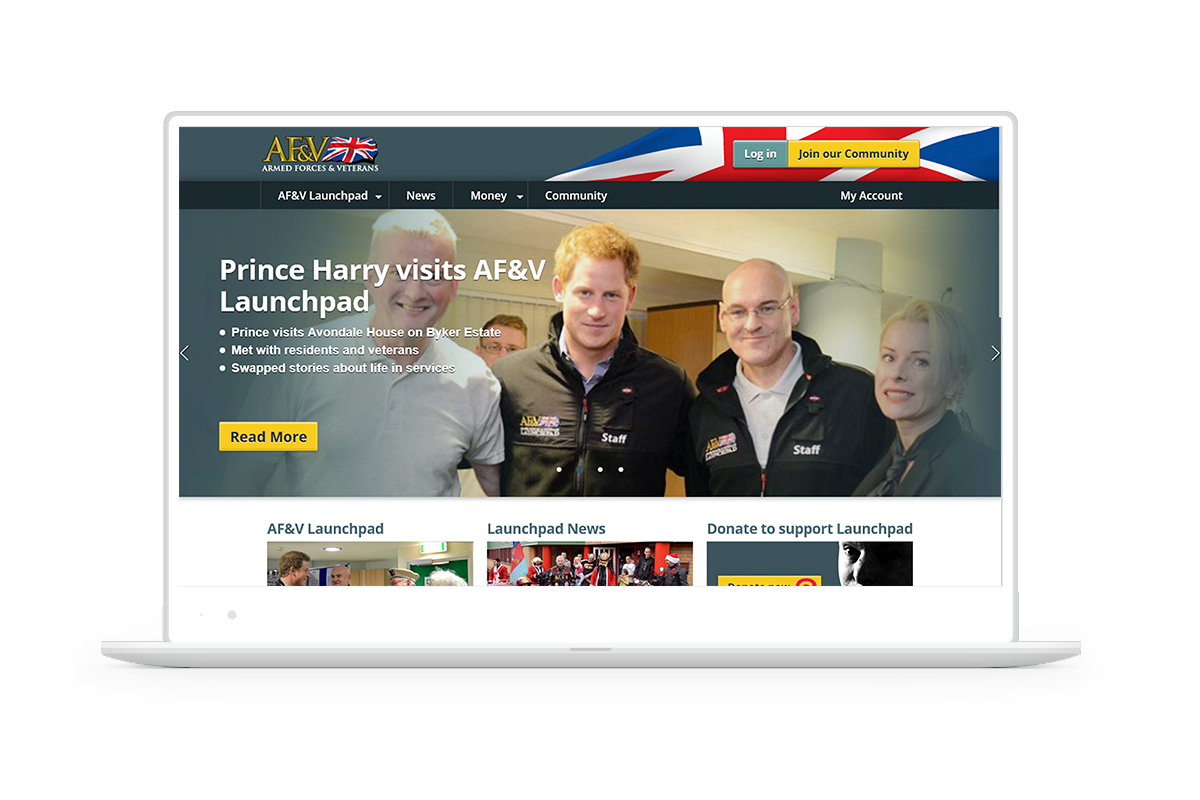 AF&V
ARMED FORCES & VETERANS
Log in
Join our Community
AF&V Launchpad
News
Money
Community
My Account
Prince Harry visits AF&V
Launchpad
Prince visits Avondale House on Byker Estate
Met with residents and veterans
Swapped stories about life in services
AF&V
LAUNCHPAD
Staff
AF&V
LAUNCHPAD
Staff
Read More
AF&V Launchpad
Launchpad News
Donate to support Launchpad
Donate now